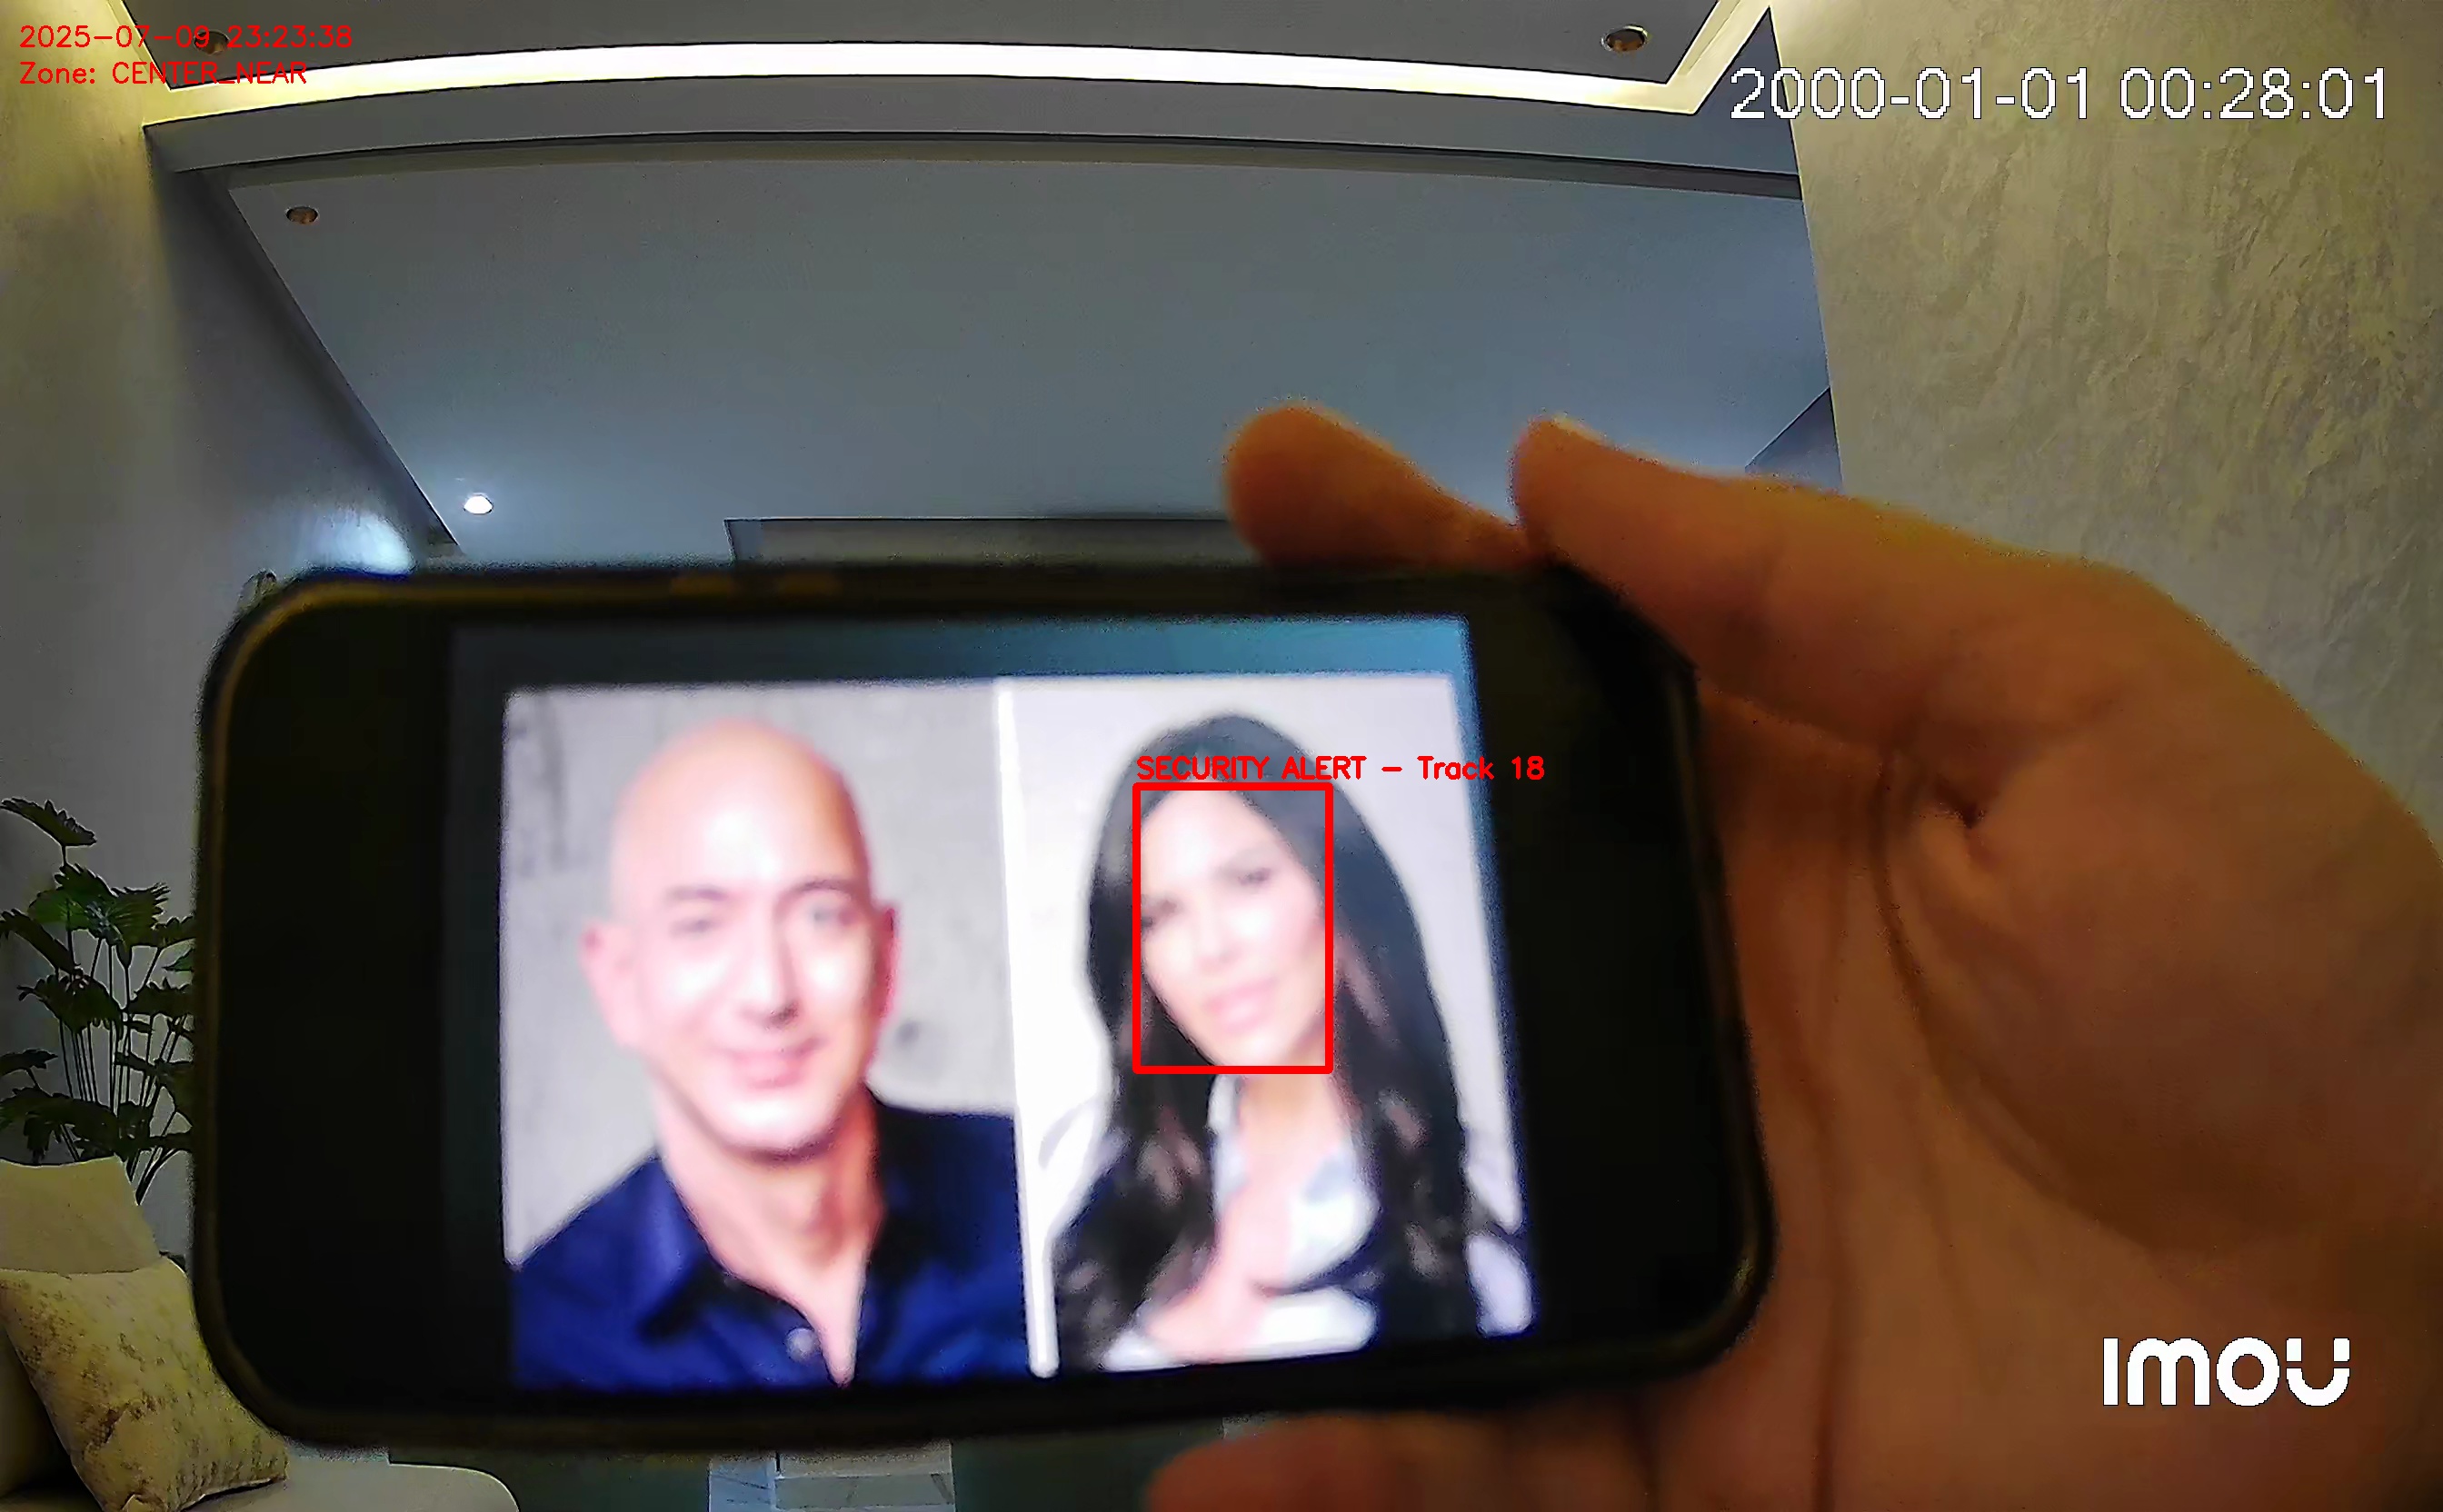 2025-07-09 23:23:38
Zone: CENTER_NEAR
2000-01-01 00:28:01
SECURITY ALERT - Track 18
imou